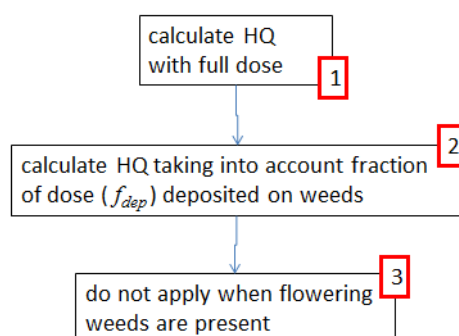 calculate HQ
with full dose
1
2
calculate HQ taking into account fraction
of dose (f_dep) deposited on weeds
3
do not apply when flowering
weeds are present